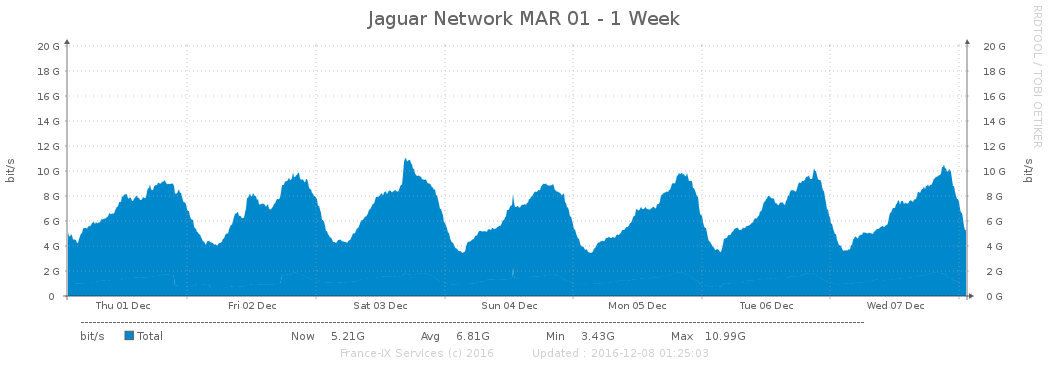 Jaguar Network MAR 01 - 1 Week
RRDTOOL / TOBI OETIKER
bit/s
20 G 20 G
18 G 18 G
16 G 16 G
14 G 14 G
12 G 12 G
10 G 10 G
8 G 8 G
6 G 6 G
4 G 4 G
2 G 2 G
0 0 G
bit/s
Thu 01 Dec Fri 02 Dec Sat 03 Dec Sun 04 Dec Mon 05 Dec Tue 06 Dec Wed 07 Dec
bit/s Total Now 5.21G Avg 6.81G Min 3.43G Max 10.99G
France-IX Services (c) 2016 Updated : 2016-12-08 01:25:03